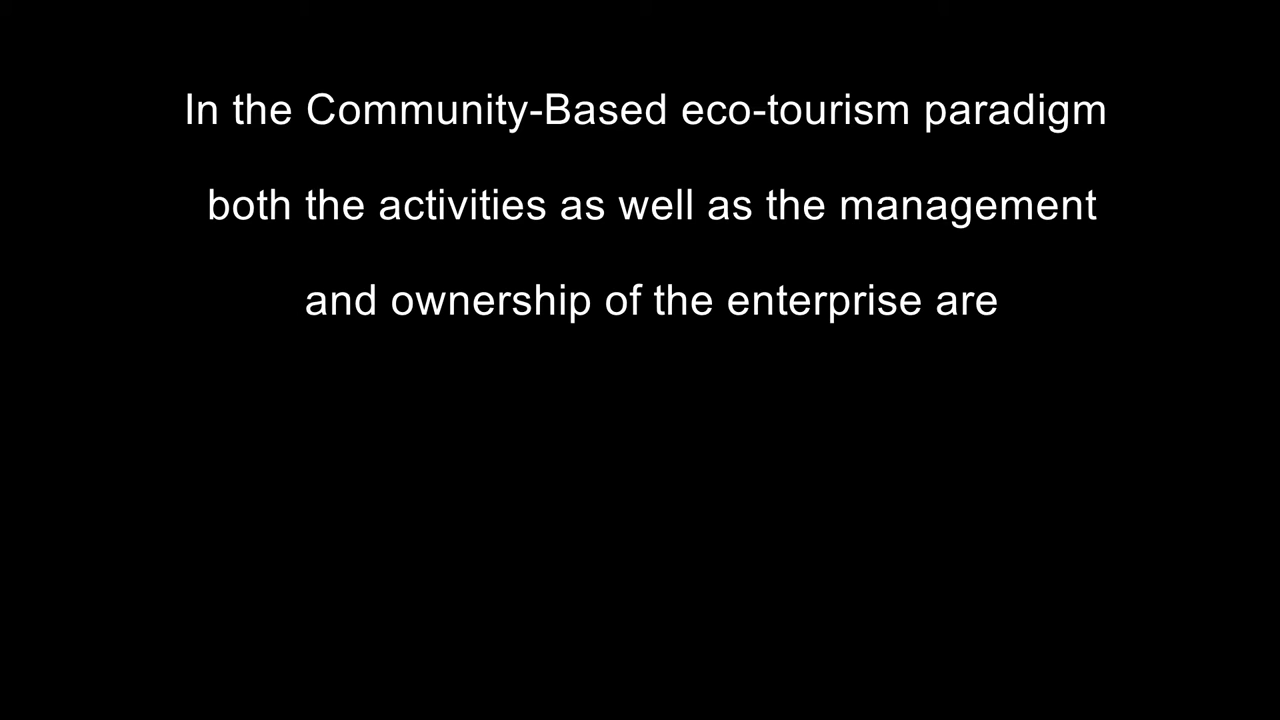 In the Community-Based eco-tourism paradigm
both the activities as well as the management
and ownership of the enterprise are